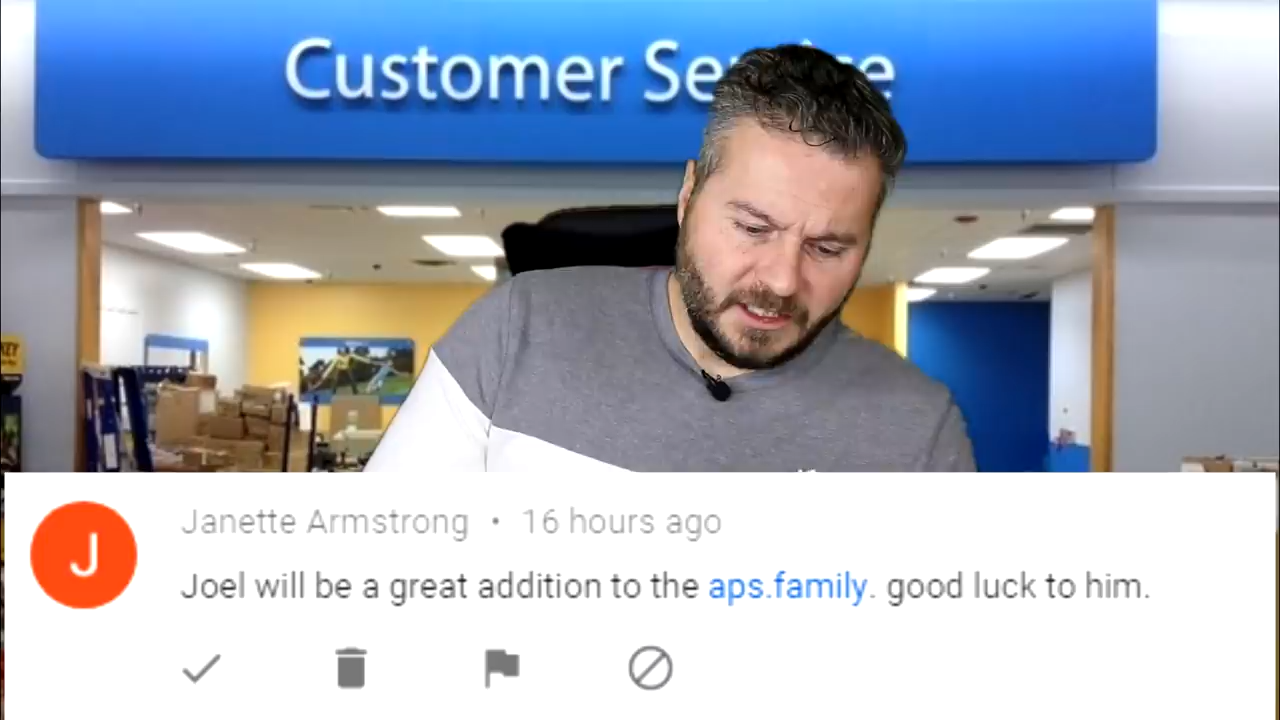 Customer Se
Janette Armstrong • 16 hours ago
J
Joel will be a great addition to the aps.family. good luck to him.